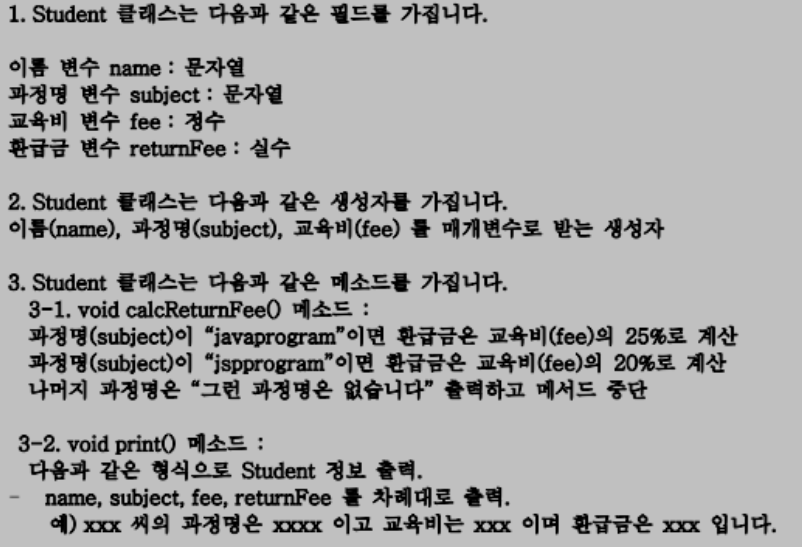 1. Student 클래스는 다음과 같은 필드를 가집니다.
이름 변수 name : 문자열
과정명 변수 subject : 문자열
교육비 변수 fee : 정수
환급금 변수 returnFee : 실수
2. Student 클래스는 다음과 같은 생성자를 가집니다.
이름(name), 과정명(subject), 교육비(fee) 를 매개변수로 받는 생성자
3. Student 클래스는 다음과 같은 메소드를 가집니다.
3-1. void calcReturnFee() 메소드 :
과정명(subject)이 “javaprogram”이면 환급금은 교육비(fee)의 25%로 계산
과정명(subject)이 “jspprogram”이면 환급금은 교육비(fee)의 20%로 계산
나머지 과정명은 “그런 과정명은 없습니다” 출력하고 메서드 중단
3-2. void print() 메소드 :
다음과 같은 형식으로 Student 정보 출력.
- name, subject, fee, returnFee 를 차례대로 출력.
예) xxx 씨의 과정명은 xxxx 이고 교육비는 xxx 이며 환급금은 xxx 입니다.